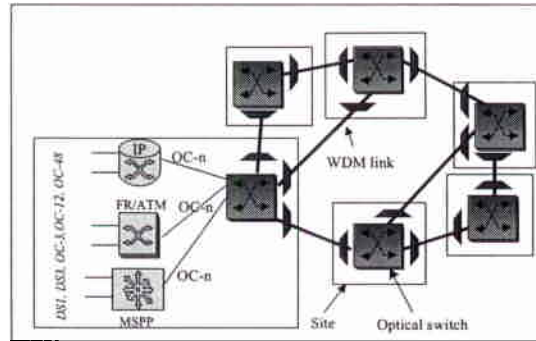 IP
OC-n
WDM link
FR/ATM
OC-n
DS1, DS3, OC-3, OC-12, OC-48
OC-n
MSPP
Site
Optical switch